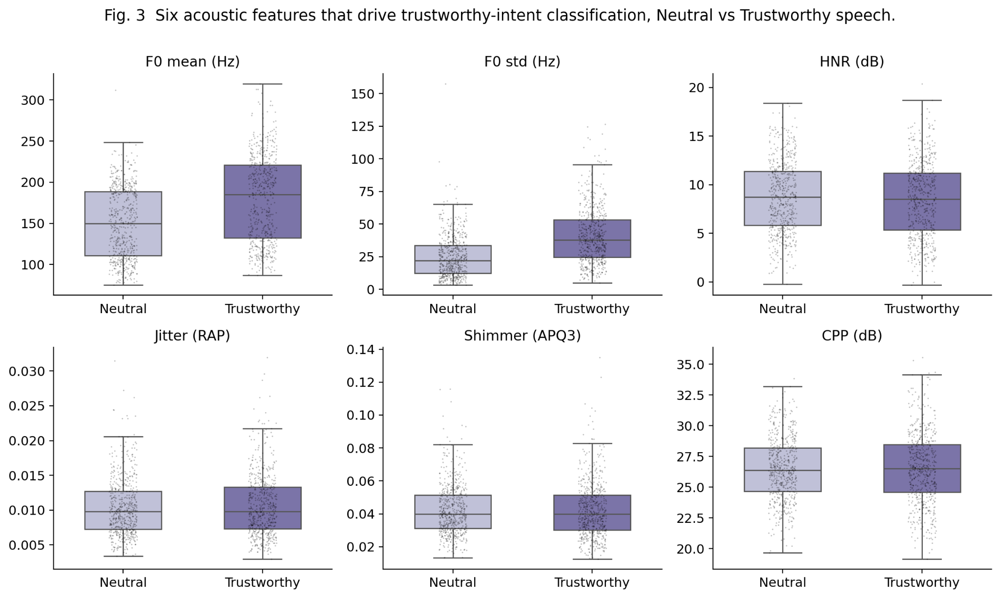 Fig. 3  Six acoustic features that drive trustworthy-intent classification, Neutral vs Trustworthy speech.
F0 mean (Hz)
300
250
200
150
100
Neutral
Trustworthy
F0 std (Hz)
150
125
100
75
50
25
0
Neutral
Trustworthy
HNR (dB)
20
15
10
5
0
Neutral
Trustworthy
Jitter (RAP)
0.030
0.025
0.020
0.015
0.010
0.005
Neutral
Trustworthy
Shimmer (APQ3)
0.14
0.12
0.10
0.08
0.06
0.04
0.02
Neutral
Trustworthy
CPP (dB)
35.0
32.5
30.0
27.5
25.0
22.5
20.0
Neutral
Trustworthy